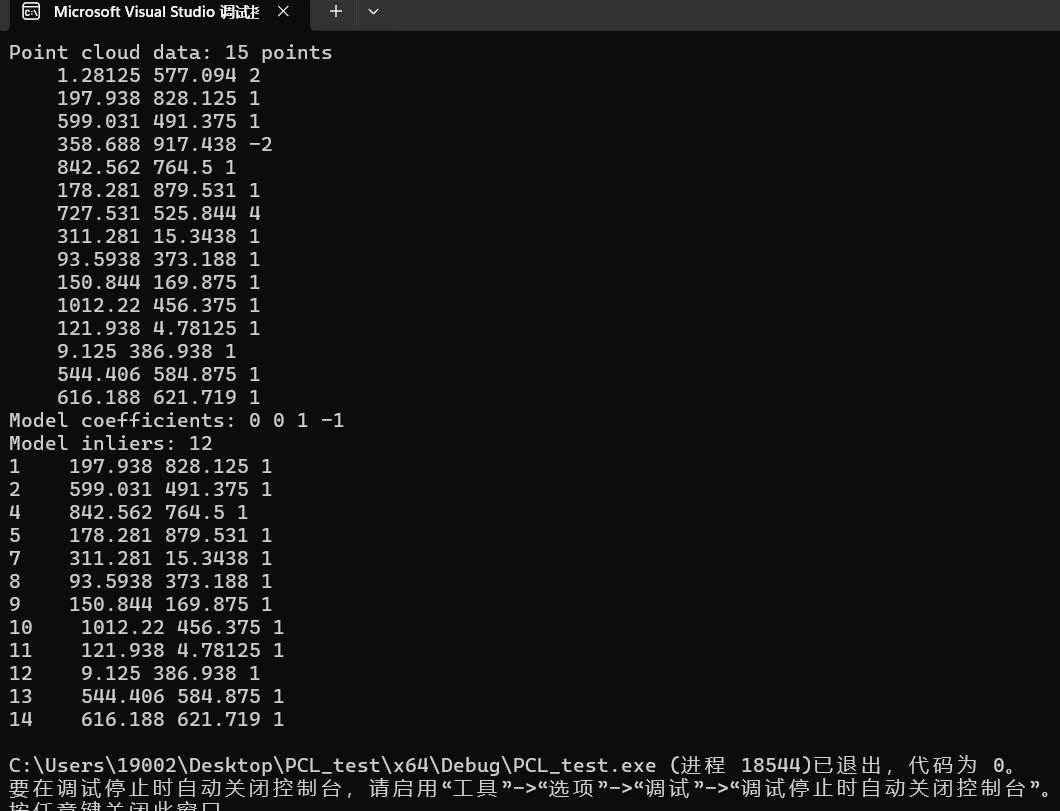 Microsoft Visual Studio 调试控
Point cloud data: 15 points
1.28125 577.094 2
197.938 828.125 1
599.031 491.375 1
358.688 917.438 -2
842.562 764.5 1
178.281 879.531 1
727.531 525.844 4
311.281 15.3438 1
93.5938 373.188 1
150.844 169.875 1
1012.22 456.375 1
121.938 4.78125 1
9.125 386.938 1
544.406 584.875 1
616.188 621.719 1
Model coefficients: 0 0 1 -1
Model inliers: 12
1 197.938 828.125 1
2 599.031 491.375 1
4 842.562 764.5 1
5 178.281 879.531 1
7 311.281 15.3438 1
8 93.5938 373.188 1
9 150.844 169.875 1
10 1012.22 456.375 1
11 121.938 4.78125 1
12 9.125 386.938 1
13 544.406 584.875 1
14 616.188 621.719 1
C:\Users\19002\Desktop\PCL_test\x64\Debug\PCL_test.exe (进程 18544)已退出，代码为 0。
要在调试停止时自动关闭控制台，请启用“工具”->“选项”->“调试”->“调试停止时自动关闭控制台”。
按任意键关闭此窗口